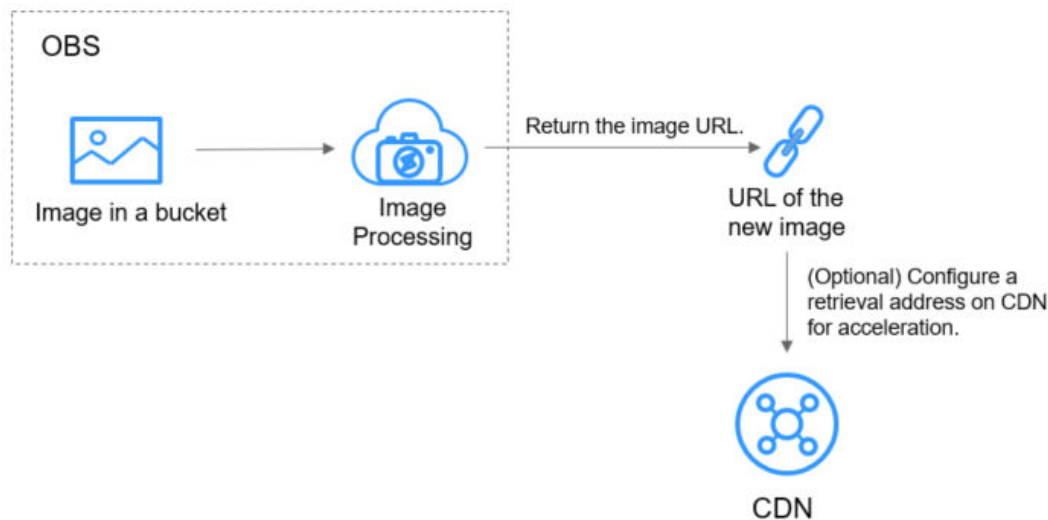 OBS
Image in a bucket
Image
Processing
Return the image URL.
URL of the
new image
(Optional) Configure a
retrieval address on CDN
for acceleration.
CDN